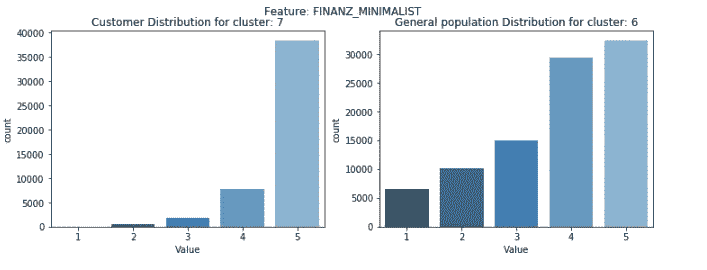 Feature: FINANZ_MINIMALIST
Customer Distribution for cluster: 7
General population Distribution for cluster: 6
count
40000
35000
30000
25000
20000
15000
10000
5000
0
1 2 3 4 5
Value
count
30000
25000
20000
15000
10000
5000
0
1 2 3 4 5
Value